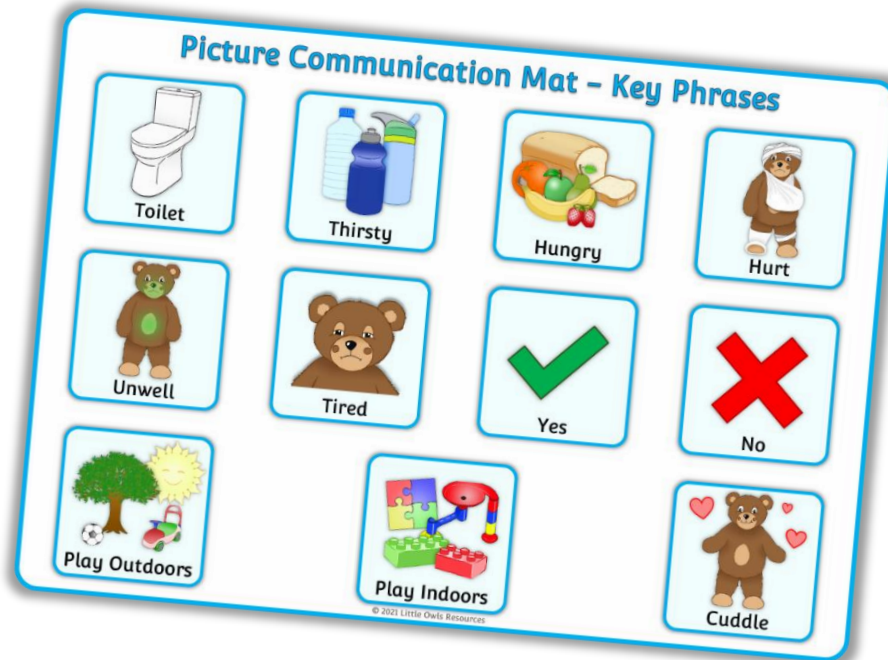 Picture Communication Mat – Key Phrases
Toilet
Thirsty
Hungry
Hurt
Unwell
Tired
Yes
No
Play Outdoors
Play Indoors
Cuddle
© 2021 Little Owls Resources